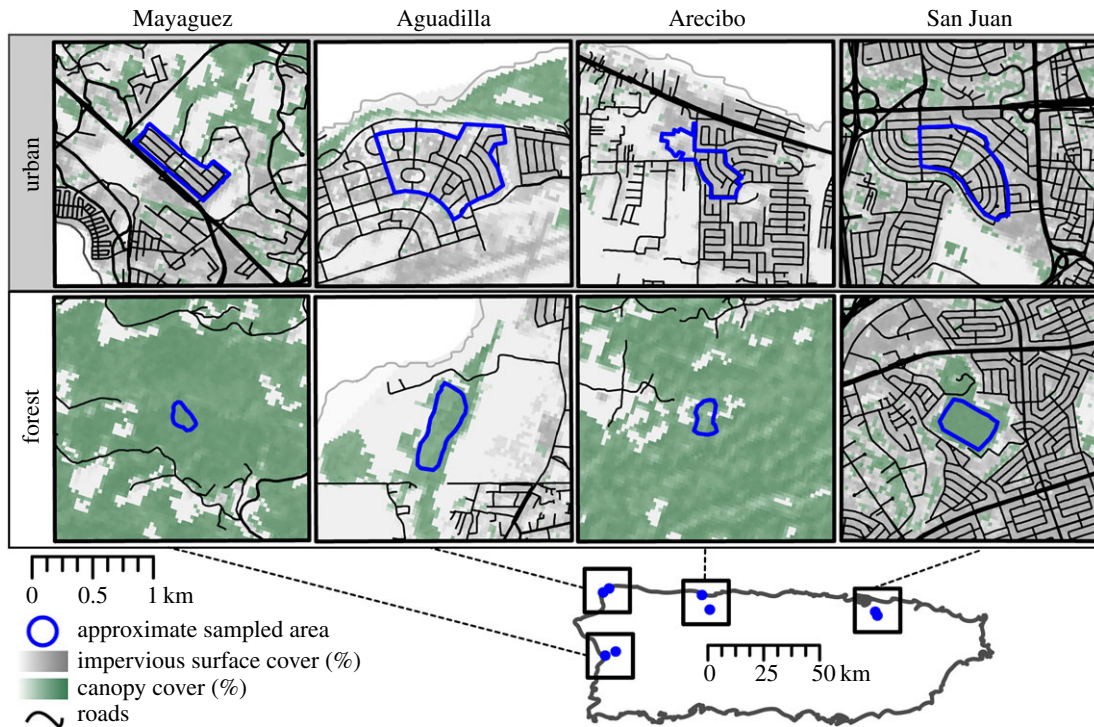 Mayaguez Aguadilla Arecibo San Juan
urban
forest
0 0.5 1 km
approximate sampled area
impervious surface cover (%)
canopy cover (%)
roads
0 25 50 km